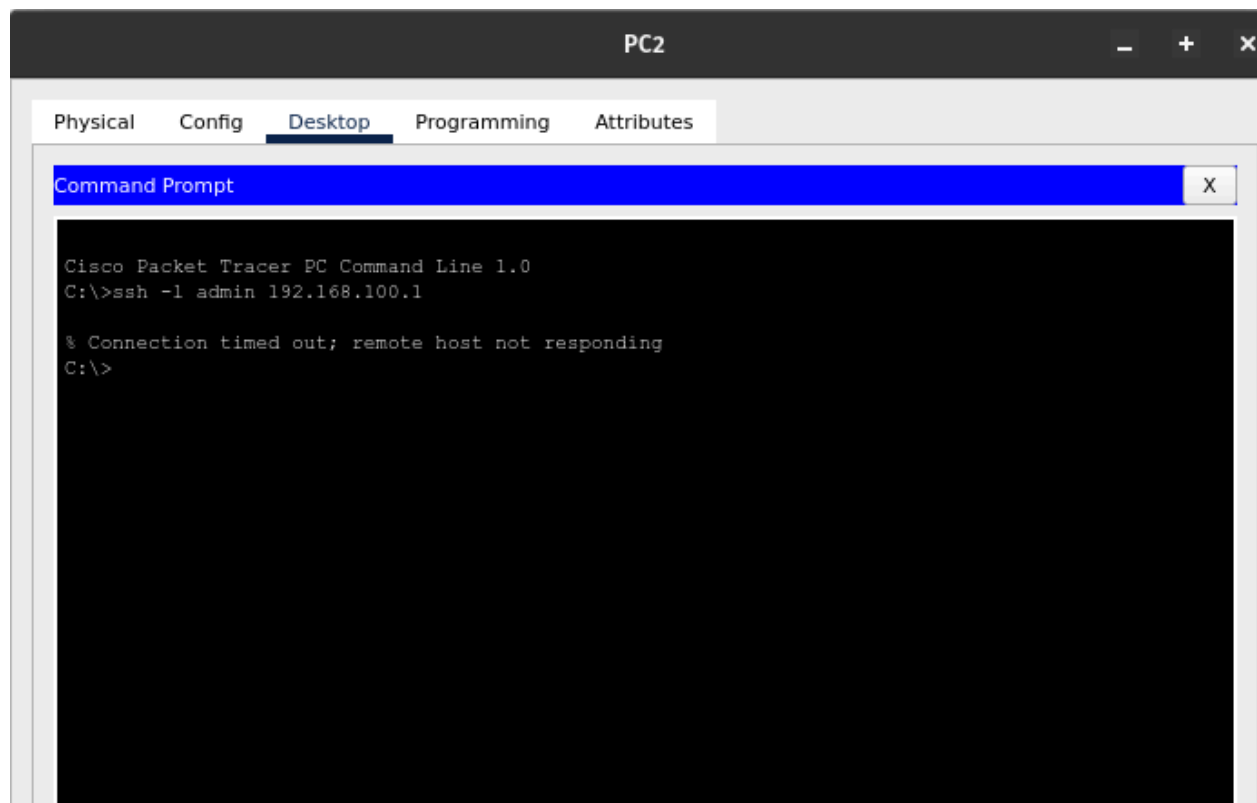 PC2
Physical Config Desktop Programming Attributes
Command Prompt X
Cisco Packet Tracer PC Command Line 1.0
C:\>ssh -l admin 192.168.100.1
% Connection timed out; remote host not responding
C:\>